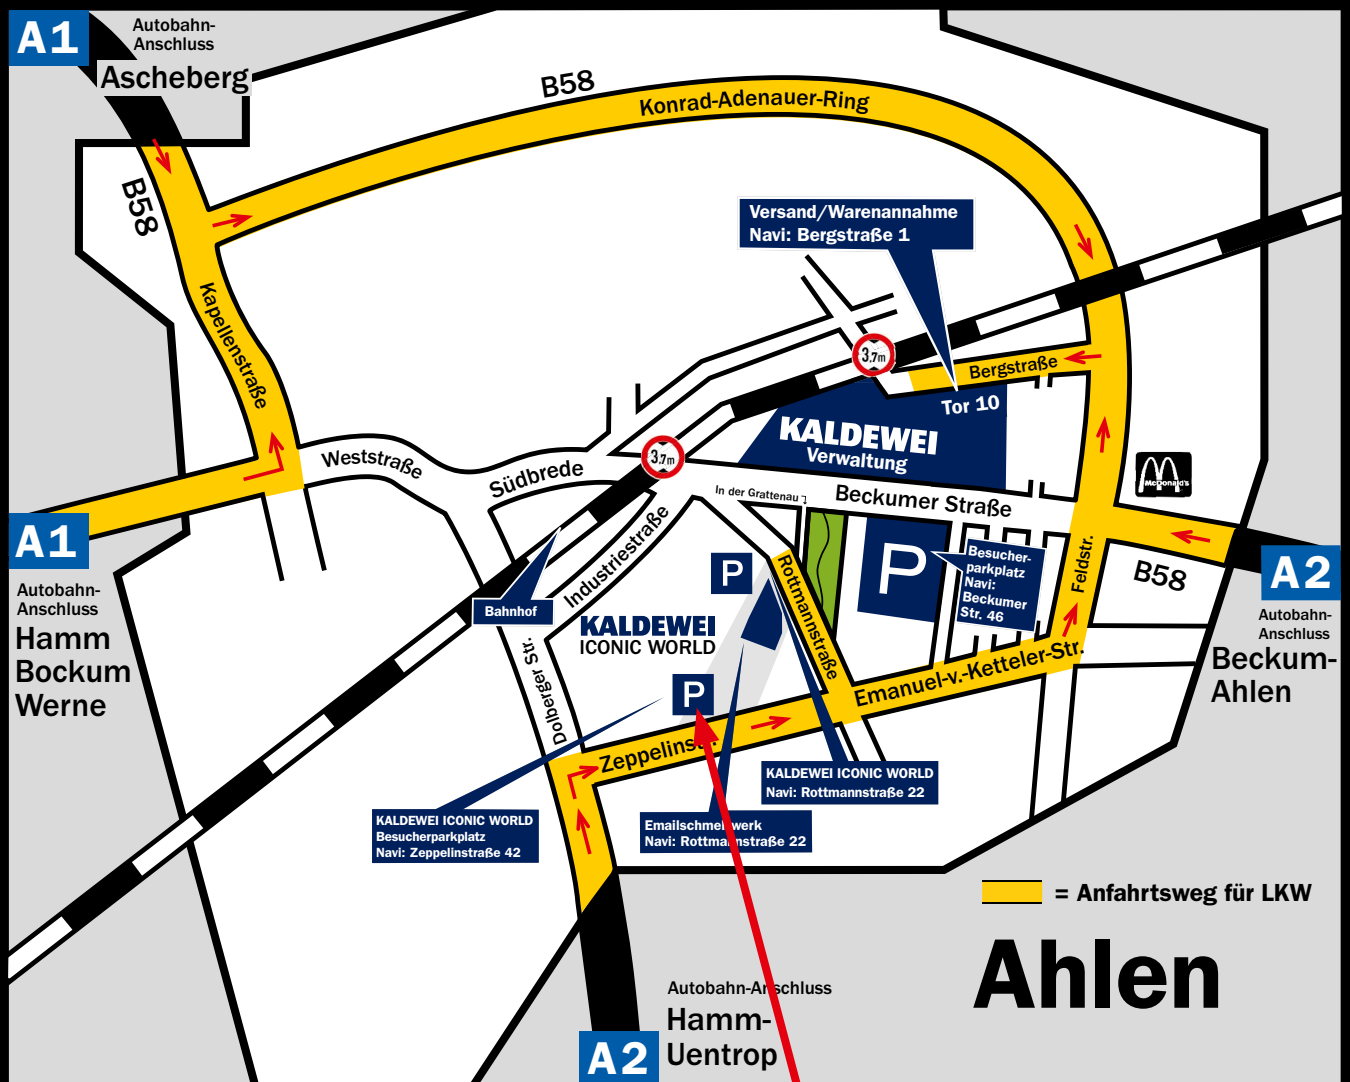 A1
Autobahn-
Anschluss
Ascheberg
B58
Konrad-Adenauer-Ring
B58
Versand/Warenannahme
Navi: Bergstraße 1
Kapellenstraße
3,7m
Bergstraße
Tor 10
KALDEWEI
Verwaltung
Weststraße
Südbrede
3,7m
In der Grattenau
Beckumer Straße
McDonald's
A1
Autobahn-
Anschluss
Hamm
Bockum
Werne
Industriestraße
Bahnhof
P
Rottmannstraße
P
Besucher-
parkplatz
Navi:
Beckumer
Str. 46
Feldstr.
B58
A2
Autobahn-
Anschluss
Beckum-
Ahlen
KALDEWEI
ICONIC WORLD
Dolberger Str.
P
Emanuel-v.-Ketteler-Str.
Zeppelinstr.
KALDEWEI ICONIC WORLD
Navi: Rottmannstraße 22
KALDEWEI ICONIC WORLD
Besucherparkplatz
Navi: Zeppelinstraße 42
Emailschmelzwerk
Navi: Rottmannstraße 22
= Anfahrtsweg für LKW
Ahlen
Autobahn-Anschluss
Hamm-
Uentrop
A2